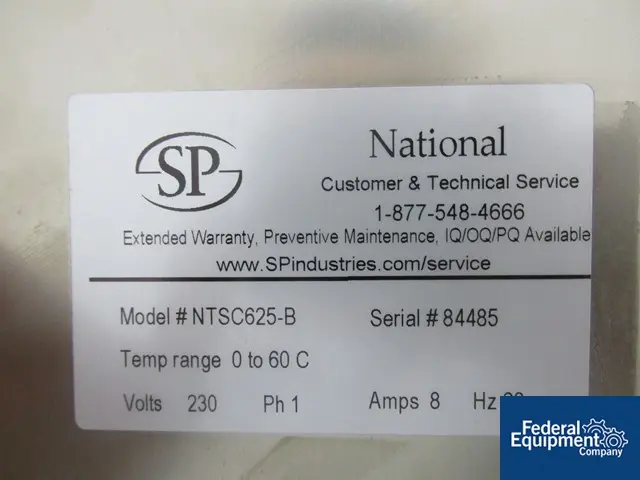 SP
National
Customer & Technical Service
1-877-548-4666
Extended Warranty, Preventive Maintenance, IQ/OQ/PQ Available
www.SPindustries.com/service
Model # NTSC625-B Serial # 84485
Temp range 0 to 60 C
Volts 230 Ph 1 Amps 8 Hz
Federal
Equipment
Company